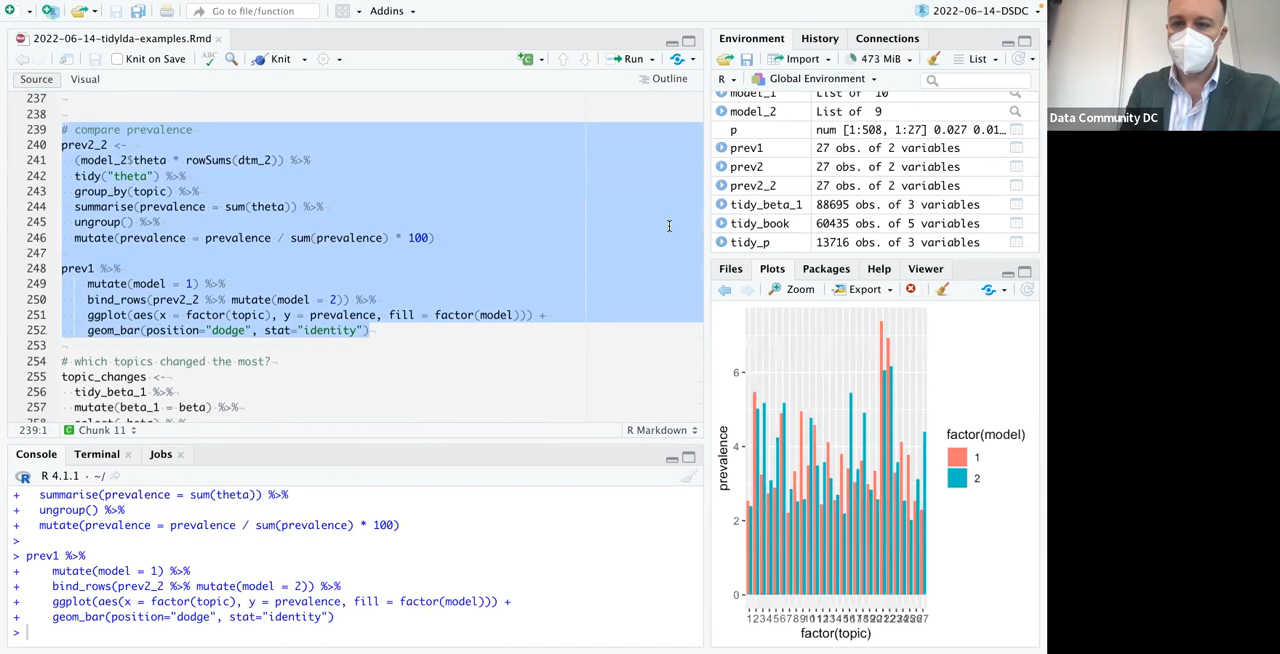 Go to file/function
Addins
2022-06-14-DSDC
2022-06-14-tidylda-examples.Rmd
Knit on Save
ABC
Knit
Run
Source
Visual
Outline
237
238
239 # compare prevalence
240 prev2_2 <-
241 (model_2$theta * rowSums(dtm_2)) %>%
242 tidy("theta") %>%
243 group_by(topic) %>%
244 summarise(prevalence = sum(theta)) %>%
245 ungroup() %>%
246 mutate(prevalence = prevalence / sum(prevalence) * 100)
247
248 prev1 %>%
249 mutate(model = 1) %>%
250 bind_rows(prev2_2 %>% mutate(model = 2)) %>%
251 ggplot(aes(x = factor(topic), y = prevalence, fill = factor(model))) +
252 geom_bar(position="dodge", stat="identity")
253
254 # which topics changed the most?
255 topic_changes <-
256 tidy_beta_1 %>%
257 mutate(beta_1 = beta) %>%
239:1
Chunk 11
R Markdown
Console
Terminal
Jobs
R 4.1.1 · ~/
+ summarise(prevalence = sum(theta)) %>%
+ ungroup() %>%
+ mutate(prevalence = prevalence / sum(prevalence) * 100)
>
> prev1 %>%
+ mutate(model = 1) %>%
+ bind_rows(prev2_2 %>% mutate(model = 2)) %>%
+ ggplot(aes(x = factor(topic), y = prevalence, fill = factor(model))) +
+ geom_bar(position="dodge", stat="identity")
>
Environment
History
Connections
Import
473 MiB
List
R
Global Environment
model_1 List of 10
model_2 List of 9
p num [1:508, 1:27] 0.027 0.01...
prev1 27 obs. of 2 variables
prev2 27 obs. of 2 variables
prev2_2 27 obs. of 2 variables
tidy_beta_1 88695 obs. of 3 variables
tidy_book 60435 obs. of 5 variables
tidy_p 13716 obs. of 3 variables
Files
Plots
Packages
Help
Viewer
Zoom
Export
6
4
2
0
prevalence
factor(topic)
factor(model)
1
2
Data Community DC